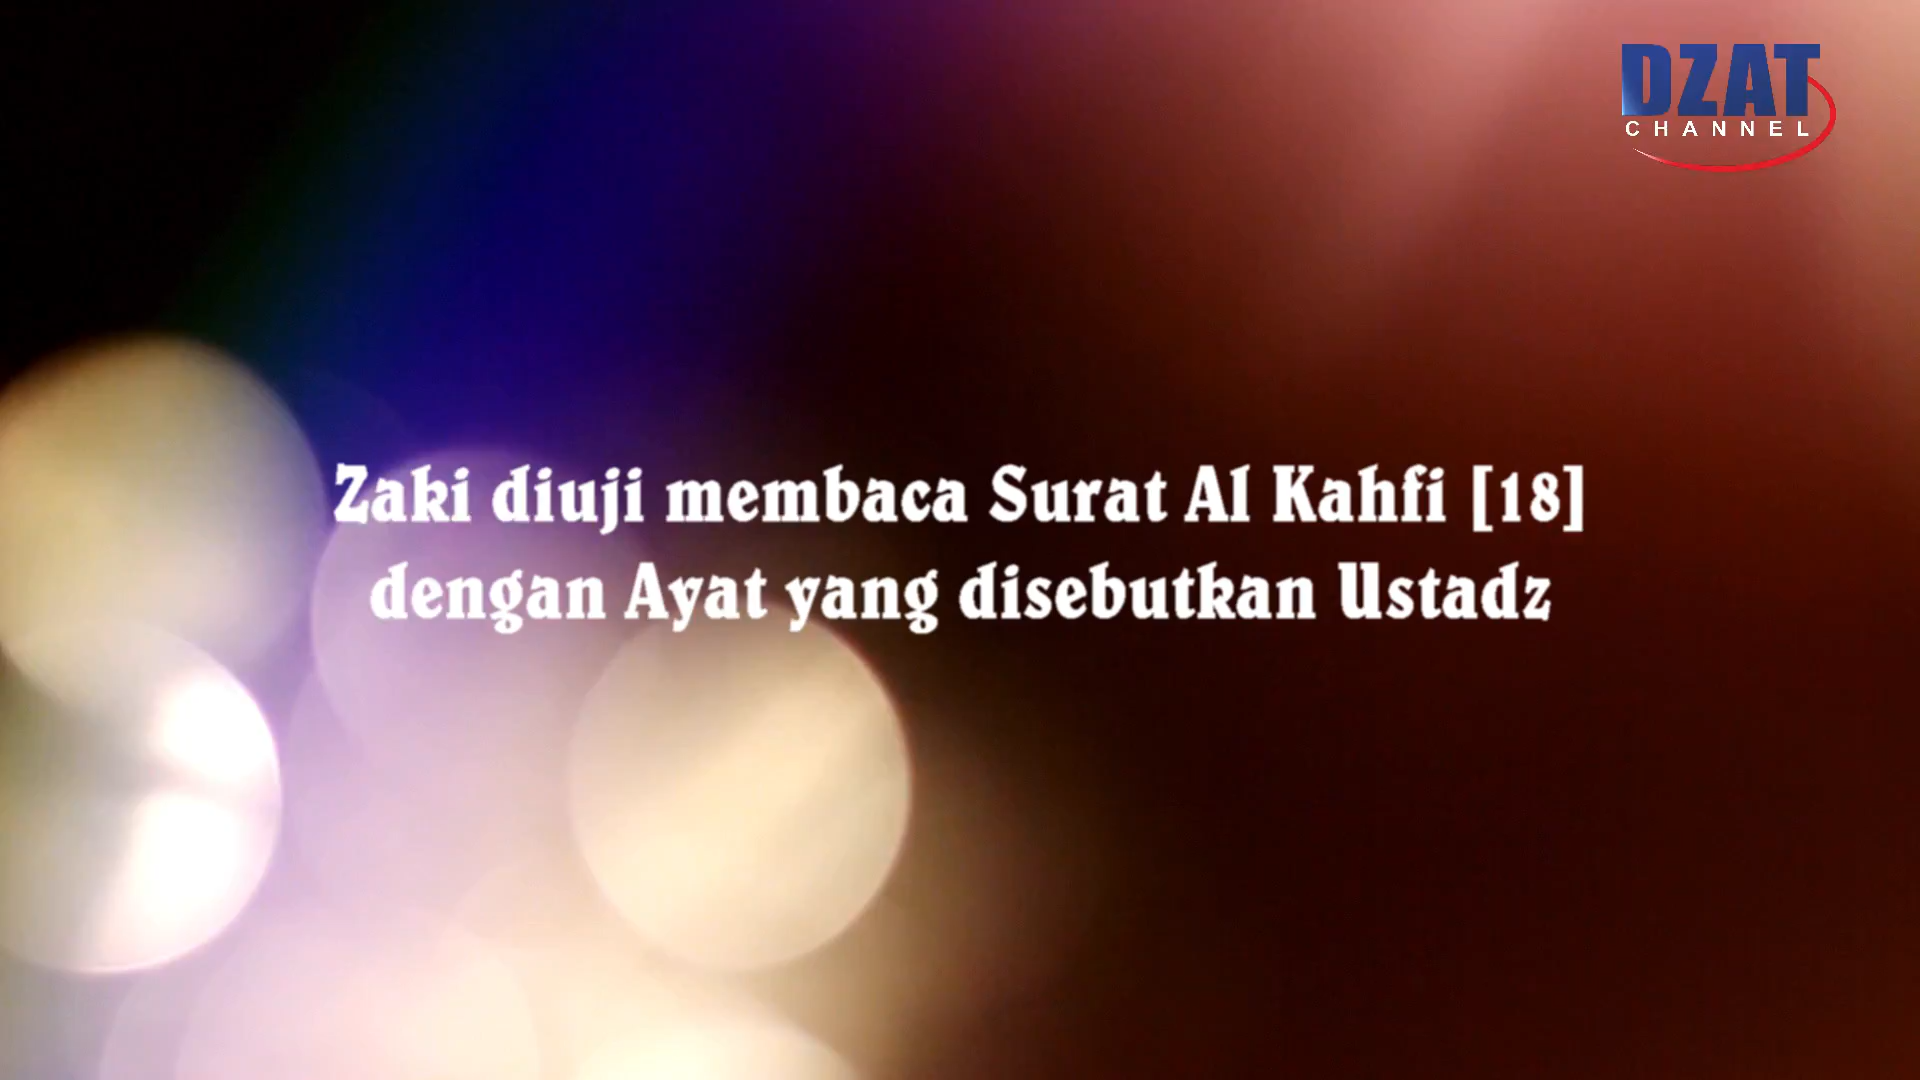 DZAT
CHANNEL
Zaki diuji membaca Surat Al Kahfi [18]
dengan Ayat yang disebutkan Ustadz